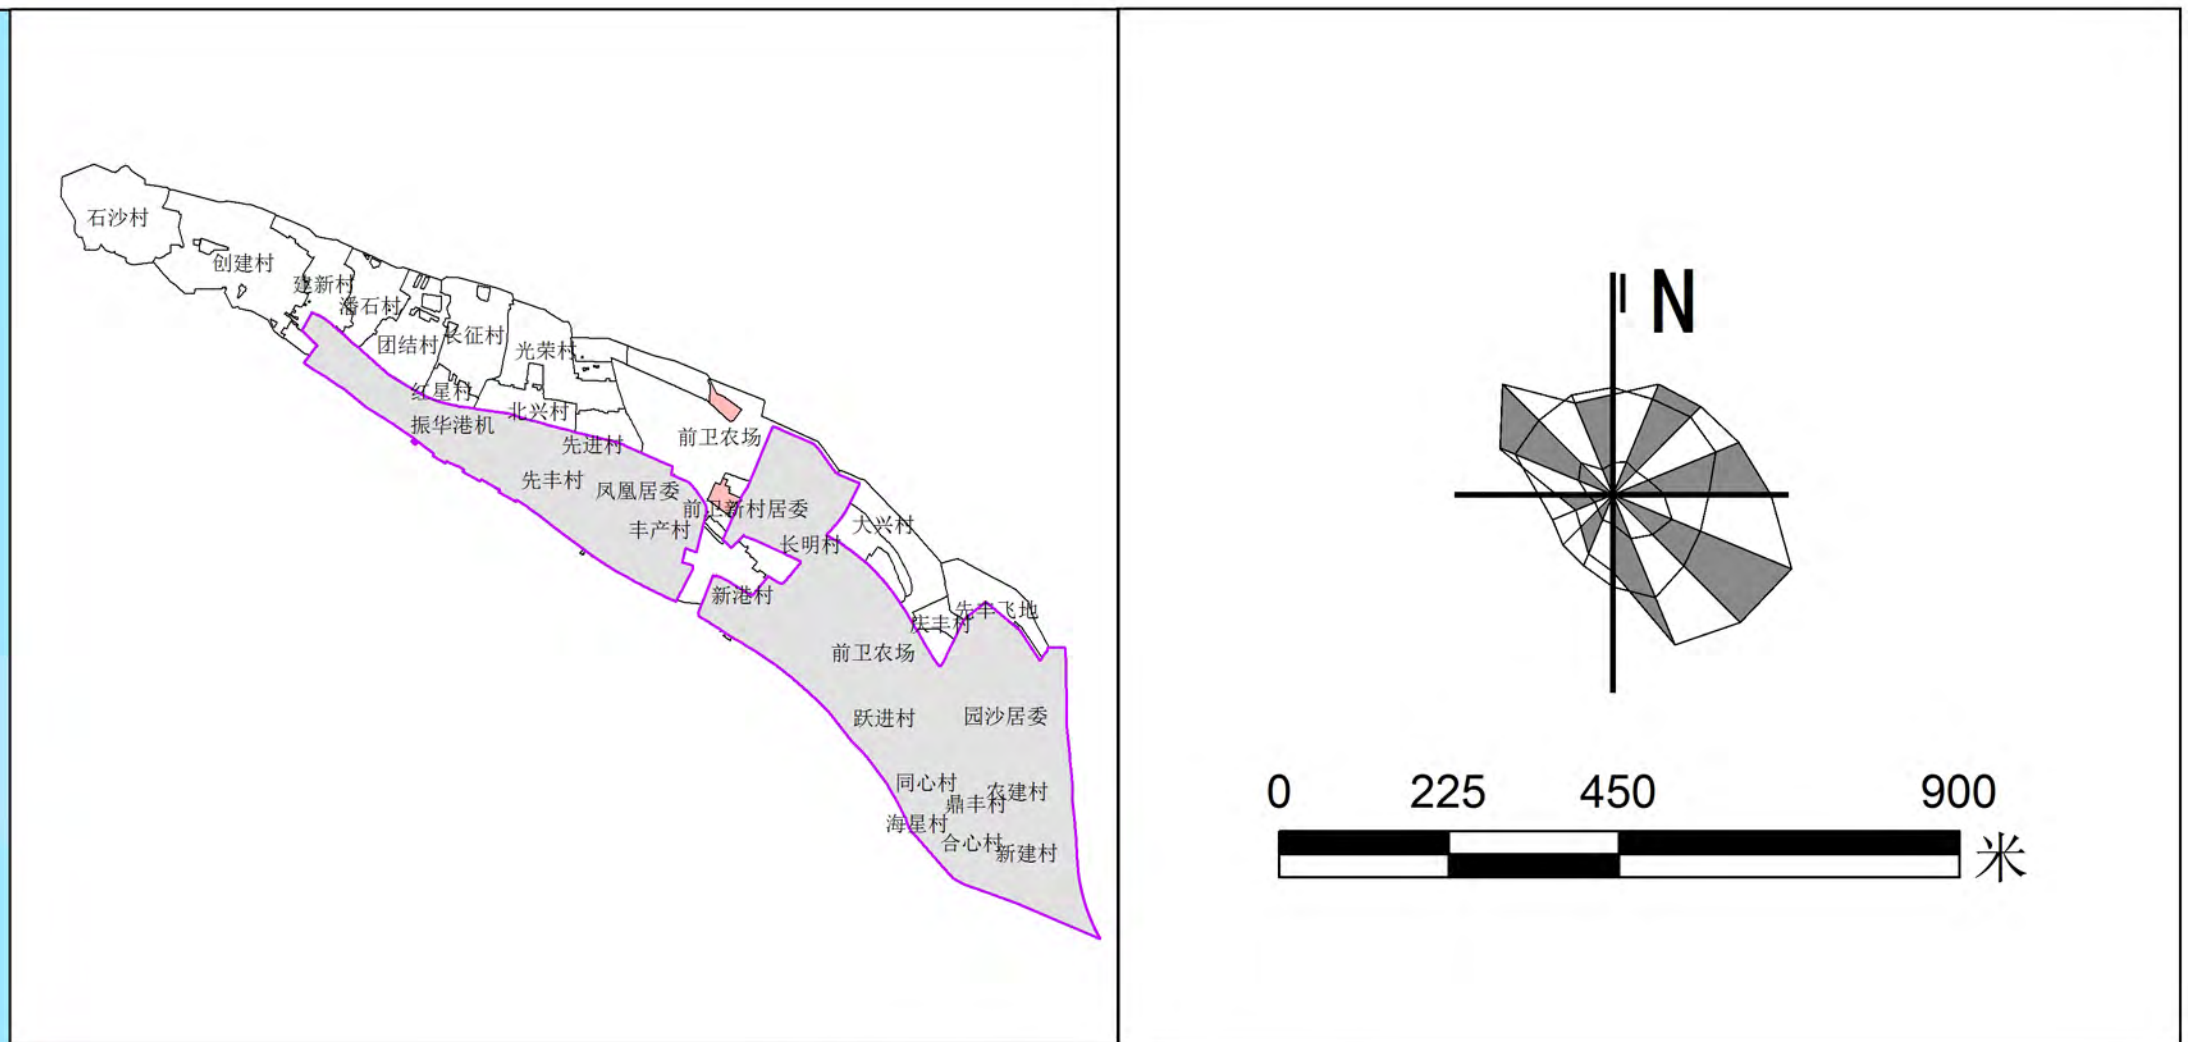 石沙村
创建村
建新村
潘石村
团结村
长征村
光荣村
红星村
北兴村
振华港机
先进村
前卫农场
先丰村
凤凰居委
前卫新村居委
丰产村
大兴村
长明村
新港村
先丰飞地
庆丰村
前卫农场
跃进村
园沙居委
同心村
农建村
鼎丰村
海星村
合心村
新建村
N
0 225 450 900
米